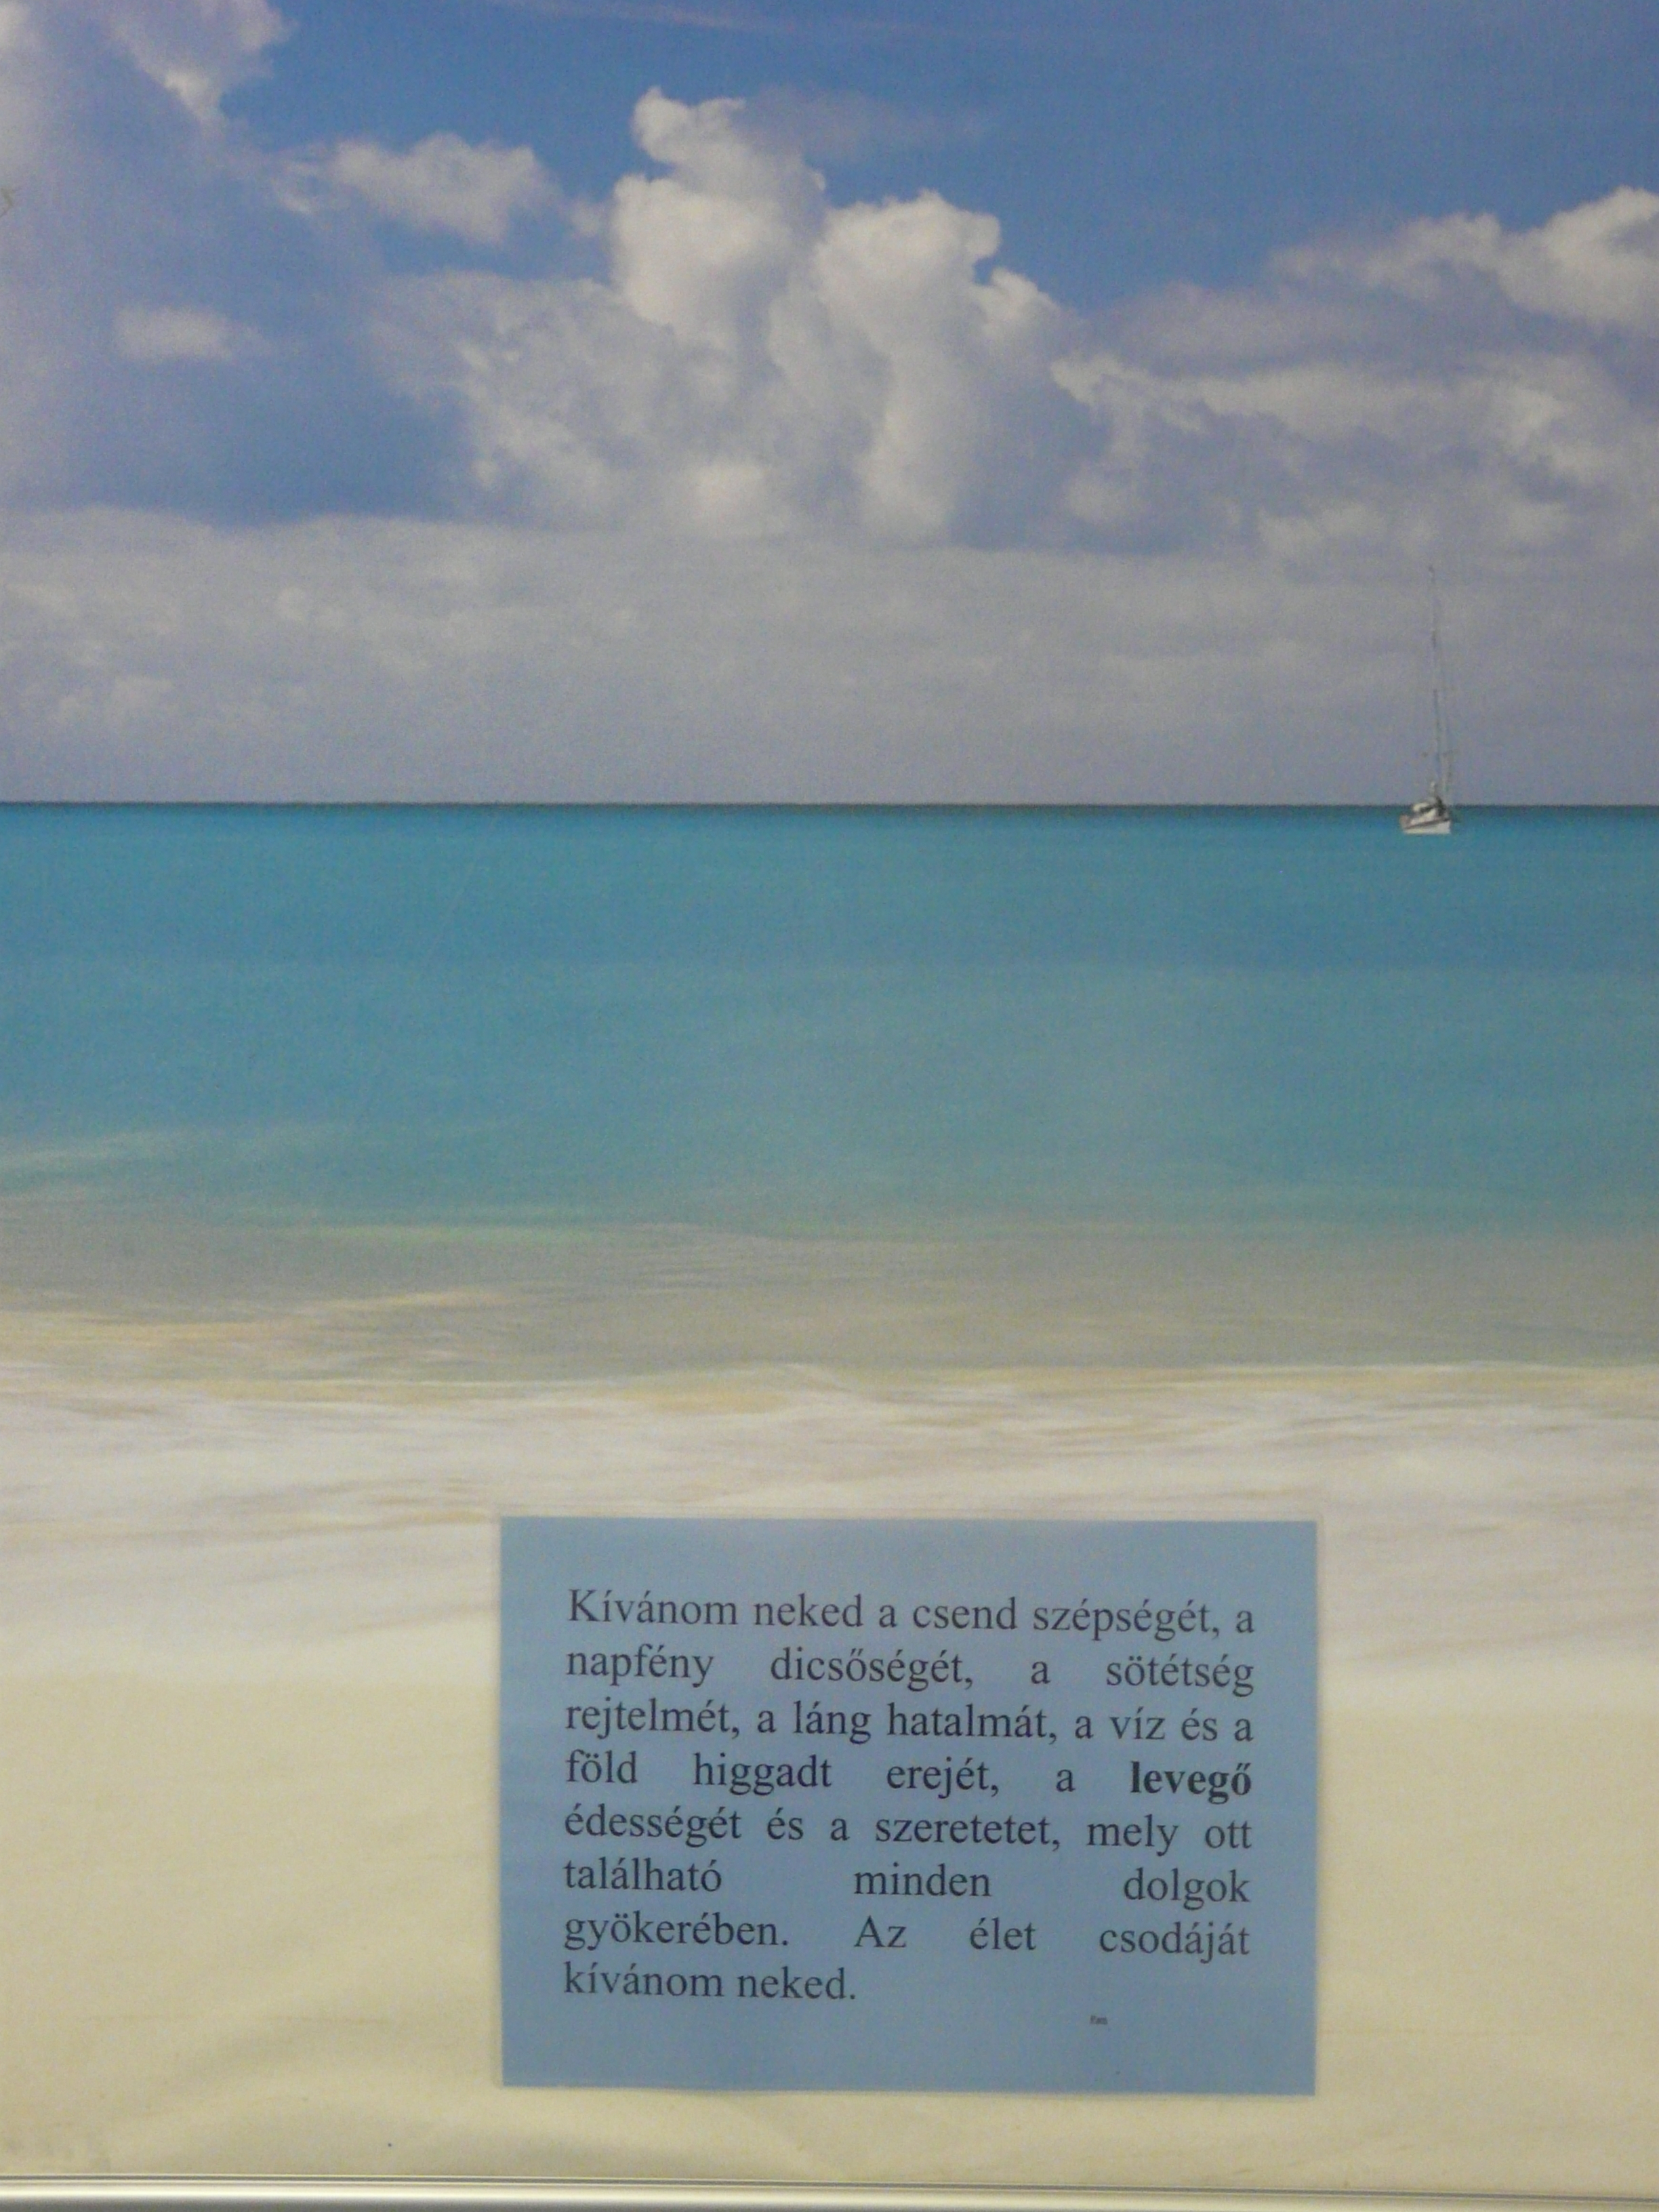 Kívánom neked a csend szépségét, a
napfény dicsőségét, a sötétség
rejtelmét, a láng hatalmát, a víz és a
föld higgadt erejét, a levegő
édességét és a szeretetet, mely ott
található minden dolgok
gyökerében. Az élet csodáját
kívánom neked.